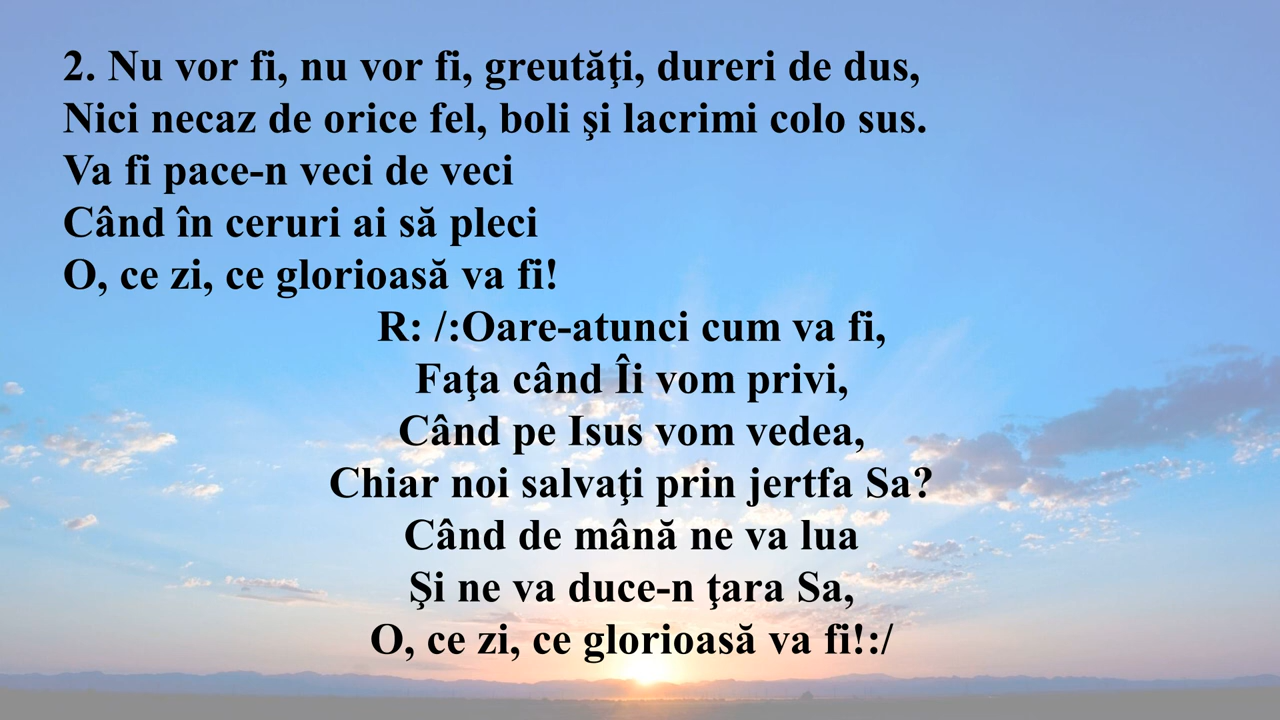 2. Nu vor fi, nu vor fi, greutăţi, dureri de dus,
Nici necaz de orice fel, boli şi lacrimi colo sus.
Va fi pace-n veci de veci
Când în ceruri ai să pleci
O, ce zi, ce glorioasă va fi!
R: /:Oare-atunci cum va fi,
Faţa când Îi vom privi,
Când pe Isus vom vedea,
Chiar noi salvaţi prin jertfa Sa?
Când de mână ne va lua
Şi ne va duce-n ţara Sa,
O, ce zi, ce glorioasă va fi!:/